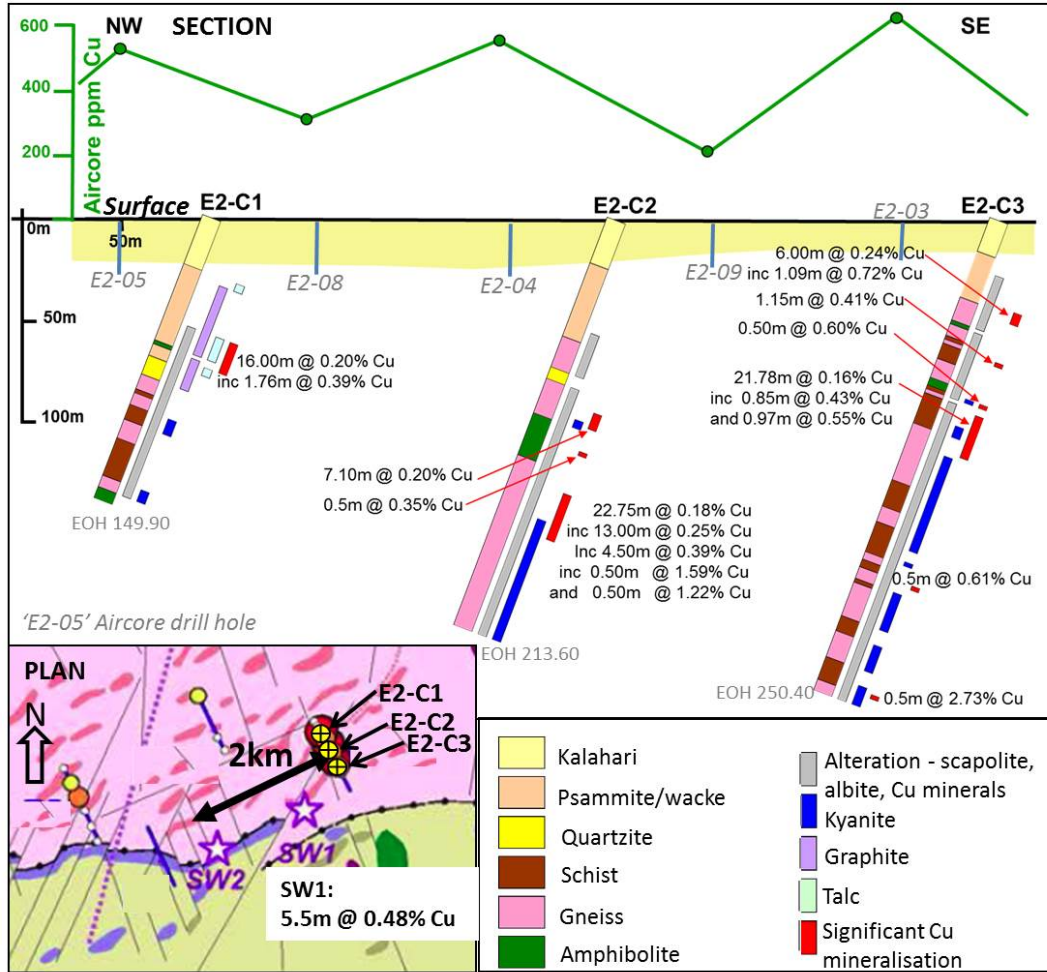 600
NW
SECTION
SE
Aircore ppm Cu
400
200
Surface
E2-C1
E2-C2
E2-03
E2-C3
0m
50m
E2-05
E2-08
E2-04
E2-09
6.00m @ 0.24% Cu
inc 1.09m @ 0.72% Cu
50m
1.15m @ 0.41% Cu
0.50m @ 0.60% Cu
16.00m @ 0.20% Cu
inc 1.76m @ 0.39% Cu
21.78m @ 0.16% Cu
inc 0.85m @ 0.43% Cu
and 0.97m @ 0.55% Cu
100m
7.10m @ 0.20% Cu
0.5m @ 0.35% Cu
EOH 149.90
22.75m @ 0.18% Cu
inc 13.00m @ 0.25% Cu
Inc 4.50m @ 0.39% Cu
inc 0.50m @ 1.59% Cu
and 0.50m @ 1.22% Cu
0.5m @ 0.61% Cu
'E2-05' Aircore drill hole
EOH 213.60
EOH 250.40
0.5m @ 2.73% Cu
PLAN
N
E2-C1
E2-C2
E2-C3
2km
SW1
SW2
SW1:
5.5m @ 0.48% Cu
Kalahari
Psammite/wacke
Quartzite
Schist
Gneiss
Amphibolite
Alteration - scapolite,
albite, Cu minerals
Kyanite
Graphite
Talc
Significant Cu
mineralisation